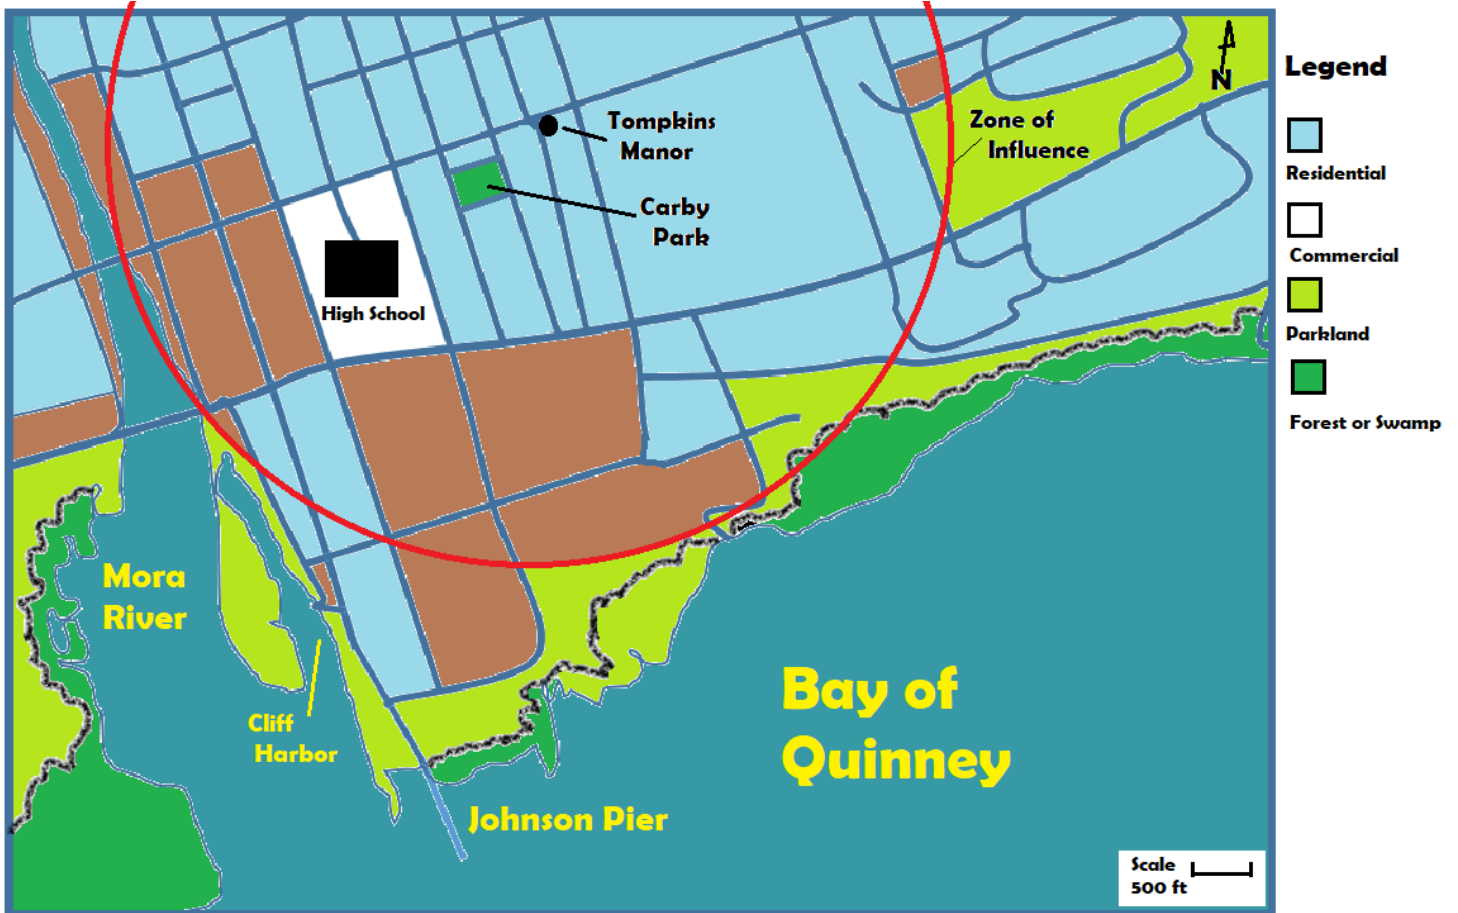 N
Legend
Residential
Commercial
Parkland
Forest or Swamp
Tompkins
Manor
Zone of
Influence
Carby
Park
High School
Mora
River
Cliff
Harbor
Bay of
Quinney
Johnson Pier
Scale
500 ft